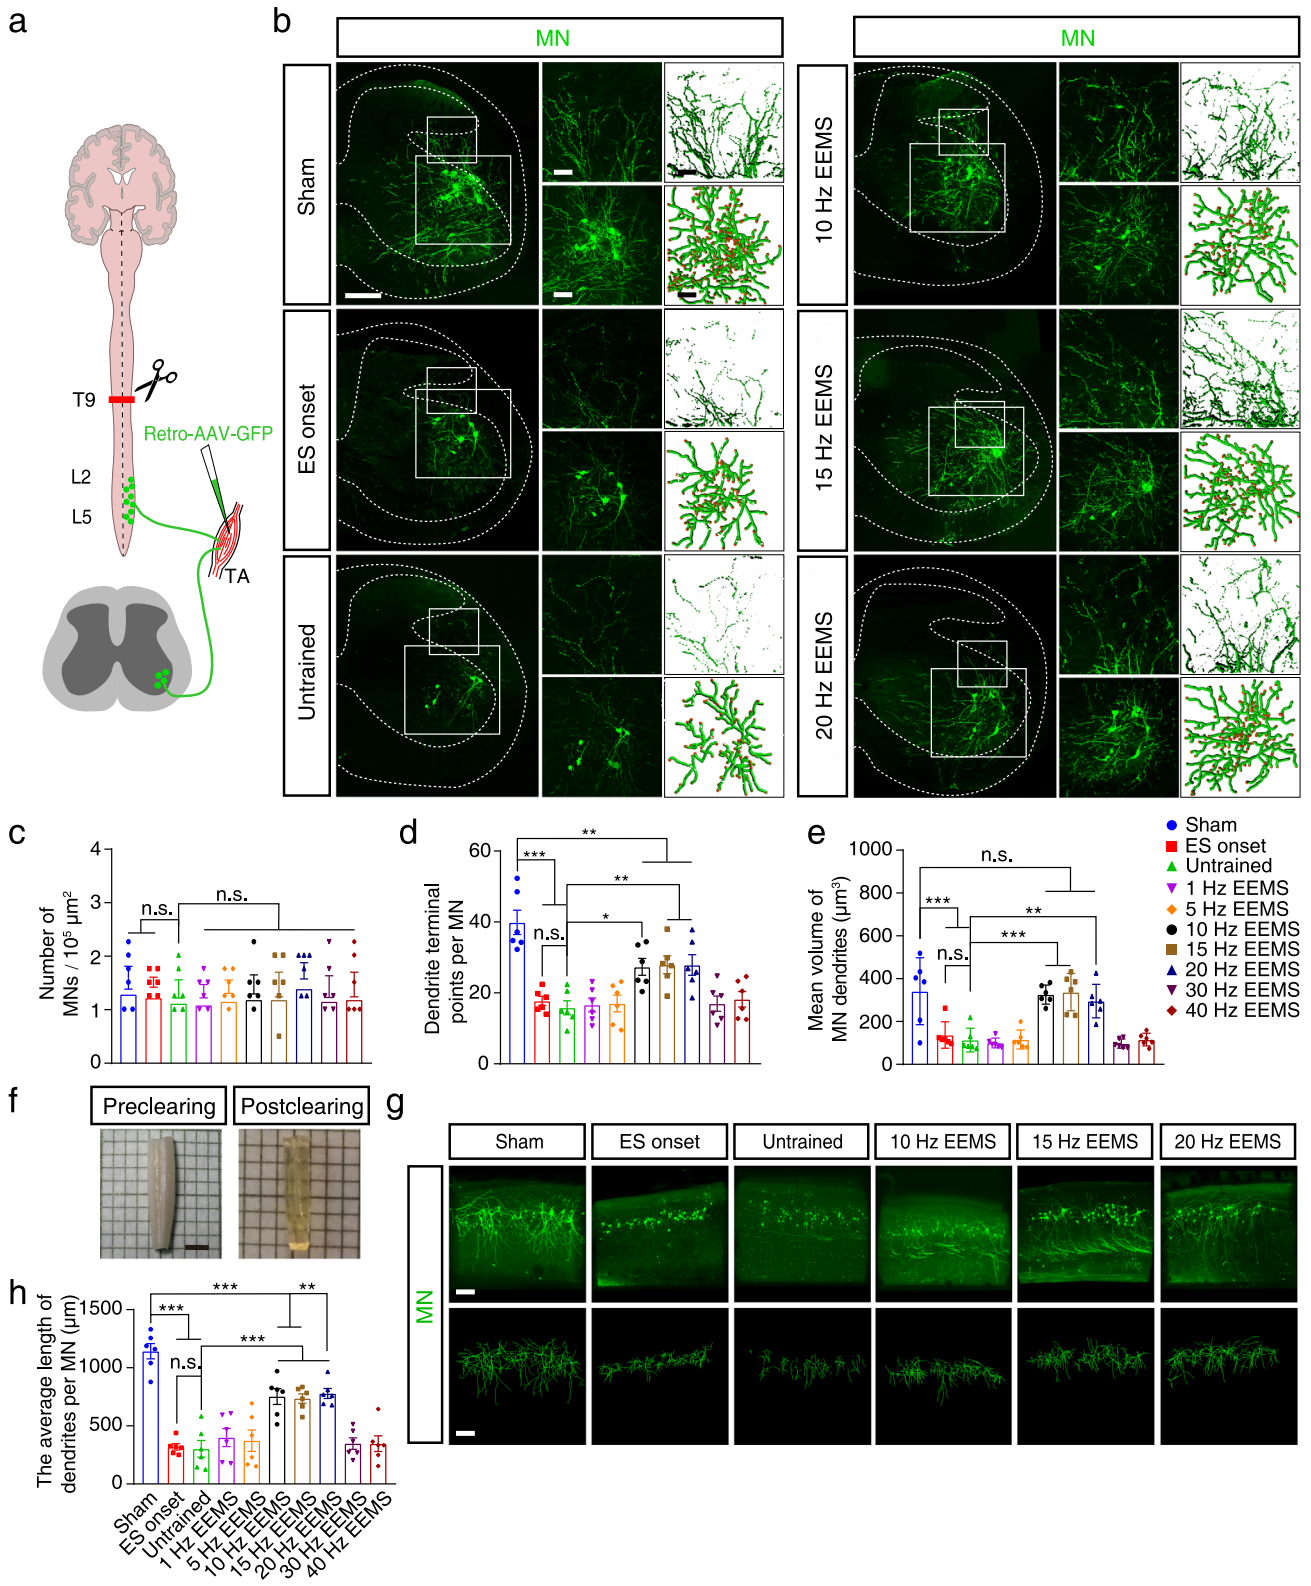 a
T9
Retro-AAV-GFP
L2
L5
TA
b
MN
MN
Sham
ES onset
Untrained
10 Hz EEMS
15 Hz EEMS
20 Hz EEMS
c
Number of
MNs / 10⁵ μm²
4
3
2
1
0
n.s.
n.s.
d
Dendrite terminal
points per MN
60
40
20
0
**
***
**
*
n.s.
e
Mean volume of
MN dendrites (μm³)
1000
800
600
400
200
0
n.s.
***
**
***
n.s.
Sham
ES onset
Untrained
1 Hz EEMS
5 Hz EEMS
10 Hz EEMS
15 Hz EEMS
20 Hz EEMS
30 Hz EEMS
40 Hz EEMS
f
Preclearing
Postclearing
g
Sham
ES onset
Untrained
10 Hz EEMS
15 Hz EEMS
20 Hz EEMS
MN
h
The average length of
dendrites per MN (μm)
1500
1000
500
0
***
**
***
***
n.s.
Sham
ES onset
Untrained
1 Hz EEMS
5 Hz EEMS
10 Hz EEMS
15 Hz EEMS
20 Hz EEMS
30 Hz EEMS
40 Hz EEMS